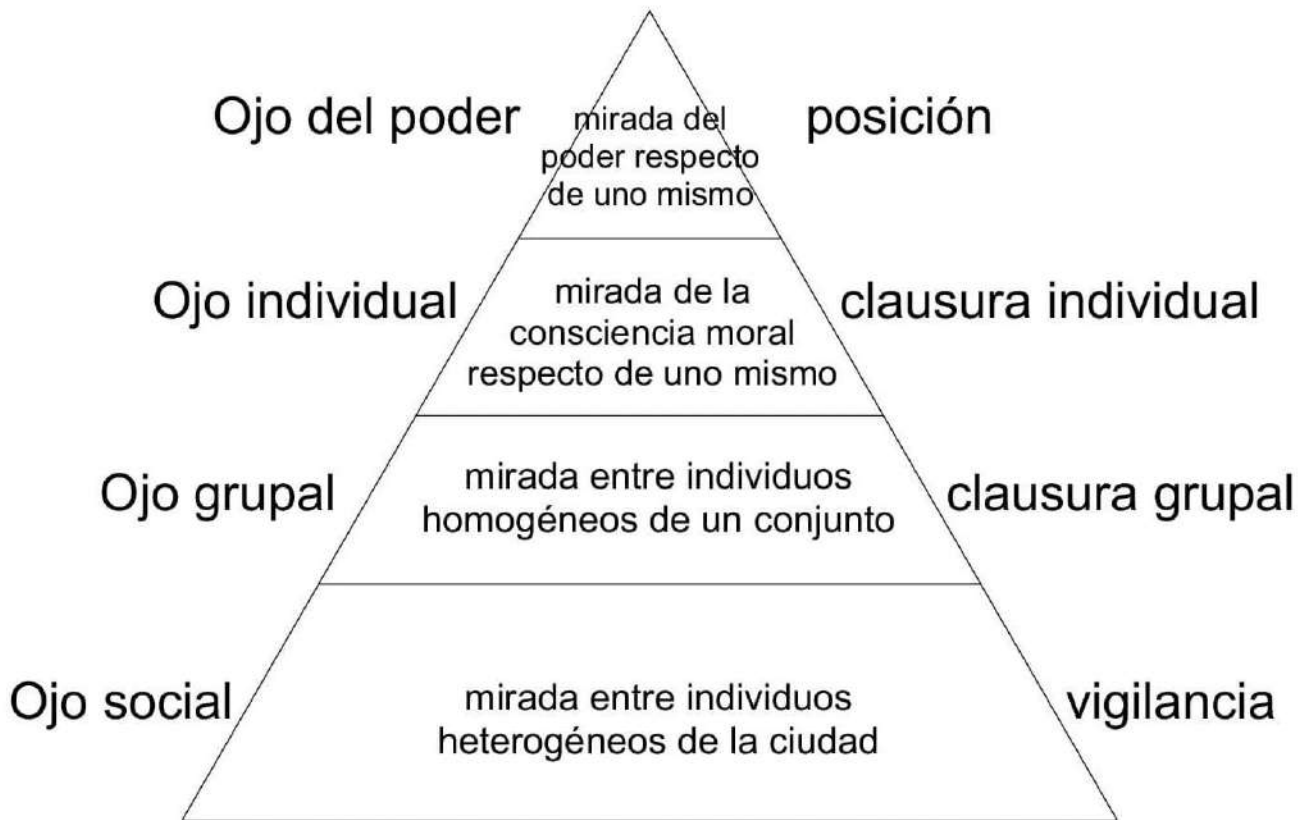 Ojo del poder
mirada del
poder respecto
de uno mismo
posición
Ojo individual
mirada de la
consciencia moral
respecto de uno mismo
clausura individual
Ojo grupal
mirada entre individuos
homogéneos de un conjunto
clausura grupal
Ojo social
mirada entre individuos
heterogéneos de la ciudad
vigilancia